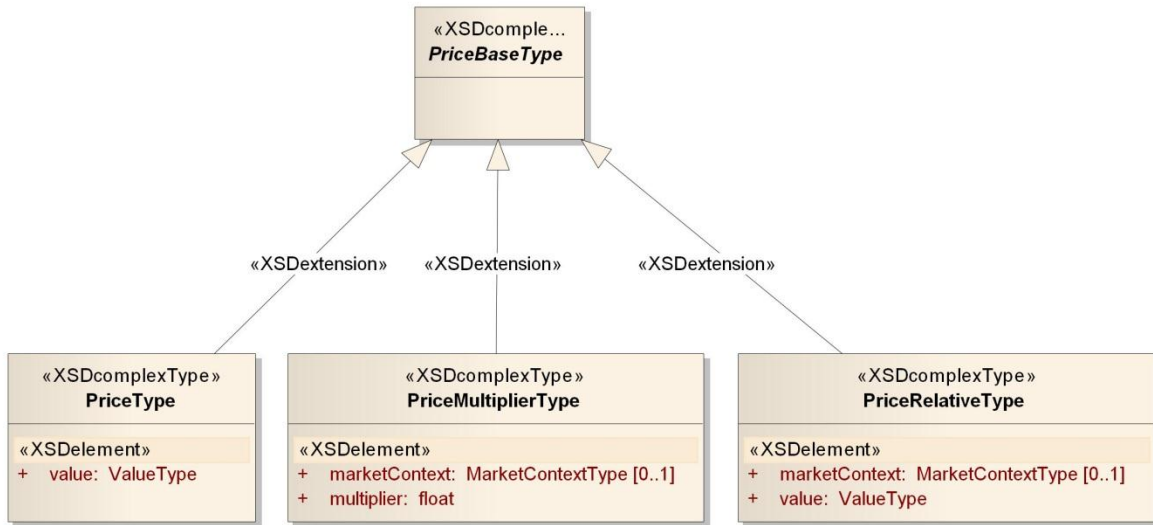 «XSDcomple...
PriceBaseType
«XSDextension» «XSDextension» «XSDextension»
«XSDcomplexType»
PriceType
«XSDelement»
+ value: ValueType
«XSDcomplexType»
PriceMultiplierType
«XSDelement»
+ marketContext: MarketContextType [0..1]
+ multiplier: float
«XSDcomplexType»
PriceRelativeType
«XSDelement»
+ marketContext: MarketContextType [0..1]
+ value: ValueType